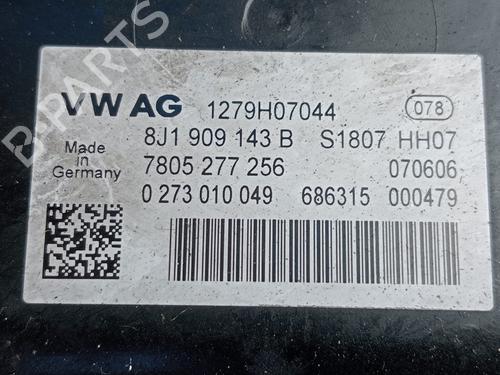 B-PARTS
VW AG 1279H07044 078
8J1 909 143 B S1807 HH07
Made in Germany 7805 277 256 070606
0 273 010 049 686315 000479